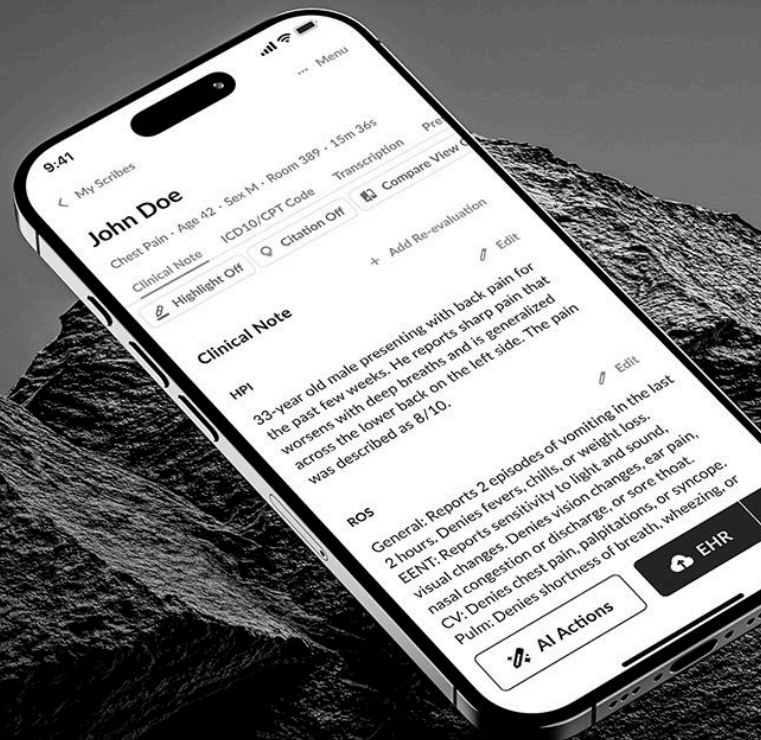 9:41
My Scribes
... Menu
John Doe
Chest Pain · Age 42 · Sex M · Room 389 · 15m 36s
Clinical Note ICD10/CPT Code Transcription Pre
Highlight Off Citation Off Compare View O
Clinical Note
+ Add Re-evaluation
HPI
Edit
33-year old male presenting with back pain for
the past few weeks. He reports sharp pain that
worsens with deep breaths and is generalized
across the lower back on the left side. The pain
was described as 8/10.
ROS
Edit
General: Reports 2 episodes of vomiting in the last
2 hours. Denies fevers, chills, or weight loss.
EENT: Reports sensitivity to light and sound,
visual changes. Denies vision changes, ear pain,
nasal congestion or discharge, or sore thoat.
CV: Denies chest pain, palpitations, or syncope.
Pulm: Denies shortness of breath, wheezing, or
AI Actions
EHR